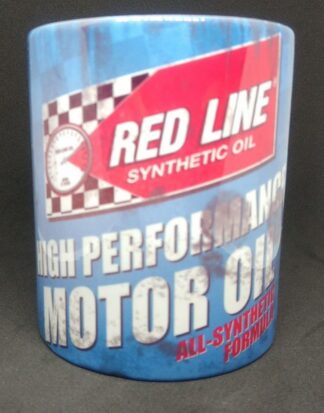 RED LINE
SYNTHETIC OIL
HIGH PERFORMANCE
MOTOR OIL
ALL-SYNTHETIC
FORMULA